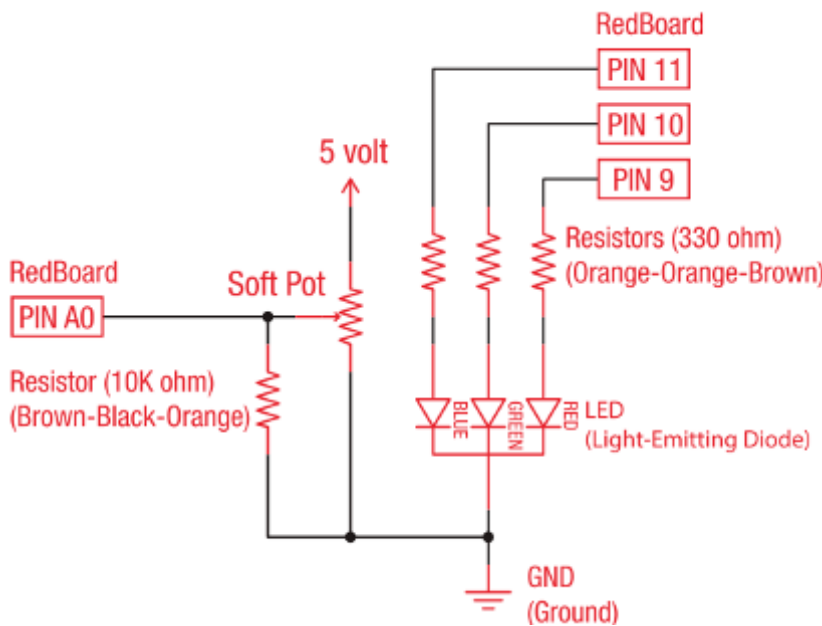 RedBoard
PIN 11
PIN 10
PIN 9
5 volt
Resistors (330 ohm)
(Orange-Orange-Brown)
RedBoard
PIN A0
Soft Pot
Resistor (10K ohm)
(Brown-Black-Orange)
BLUE
GREEN
RED
LED
(Light-Emitting Diode)
GND
(Ground)